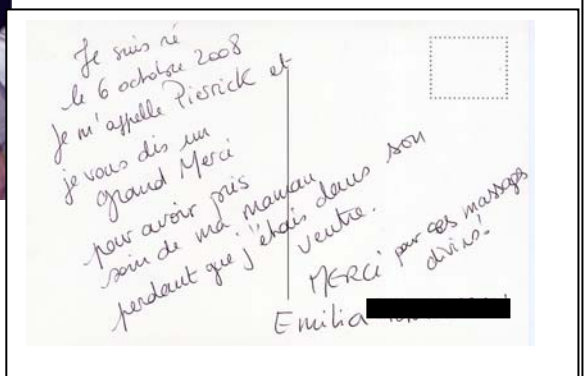 Je suis né
le 6 octobre 2008
Je m'appelle Pierrick et
je vous dis un
grand Merci
pour avoir pris
soin de ma maman
pendant que j'étais dans son
ventre.
MERCI pour ces massages
divins!
Emilia